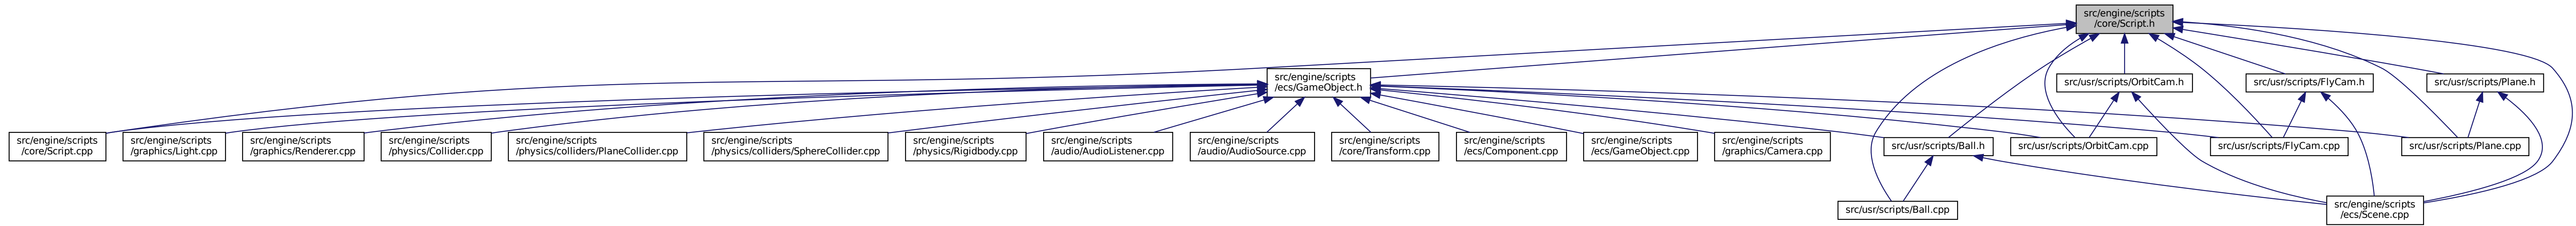 src/engine/scripts
/core/Script.h
src/engine/scripts
/ecs/GameObject.h
src/usr/scripts/OrbitCam.h
src/usr/scripts/FlyCam.h
src/usr/scripts/Plane.h
src/engine/scripts
/core/Script.cpp
src/engine/scripts
/graphics/Light.cpp
src/engine/scripts
/graphics/Renderer.cpp
src/engine/scripts
/physics/Collider.cpp
src/engine/scripts
/physics/colliders/PlaneCollider.cpp
src/engine/scripts
/physics/colliders/SphereCollider.cpp
src/engine/scripts
/physics/Rigidbody.cpp
src/engine/scripts
/audio/AudioListener.cpp
src/engine/scripts
/audio/AudioSource.cpp
src/engine/scripts
/core/Transform.cpp
src/engine/scripts
/ecs/Component.cpp
src/engine/scripts
/ecs/GameObject.cpp
src/engine/scripts
/graphics/Camera.cpp
src/usr/scripts/Ball.h
src/usr/scripts/OrbitCam.cpp
src/usr/scripts/FlyCam.cpp
src/usr/scripts/Plane.cpp
src/usr/scripts/Ball.cpp
src/engine/scripts
/ecs/Scene.cpp